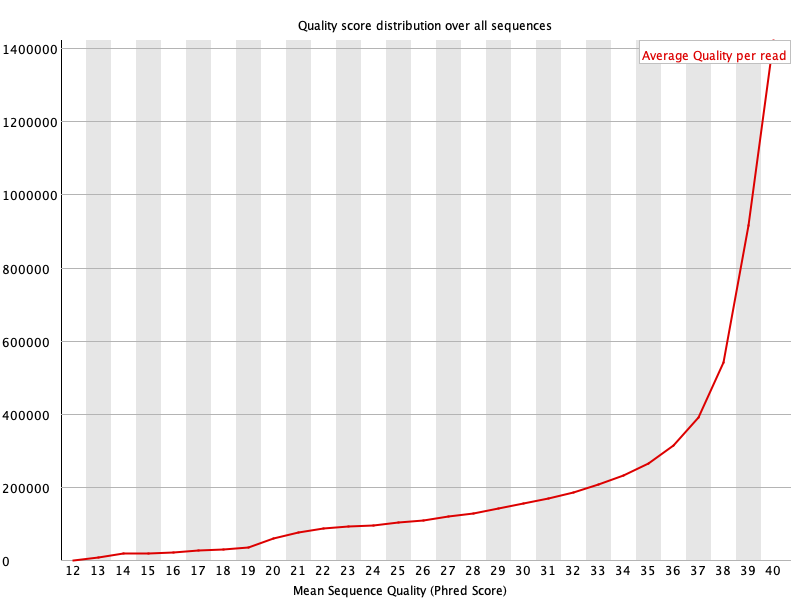 Quality score distribution over all sequences
Average Quality per read
1400000
1200000
1000000
800000
600000
400000
200000
0
12 13 14 15 16 17 18 19 20 21 22 23 24 25 26 27 28 29 30 31 32 33 34 35 36 37 38 39 40
Mean Sequence Quality (Phred Score)